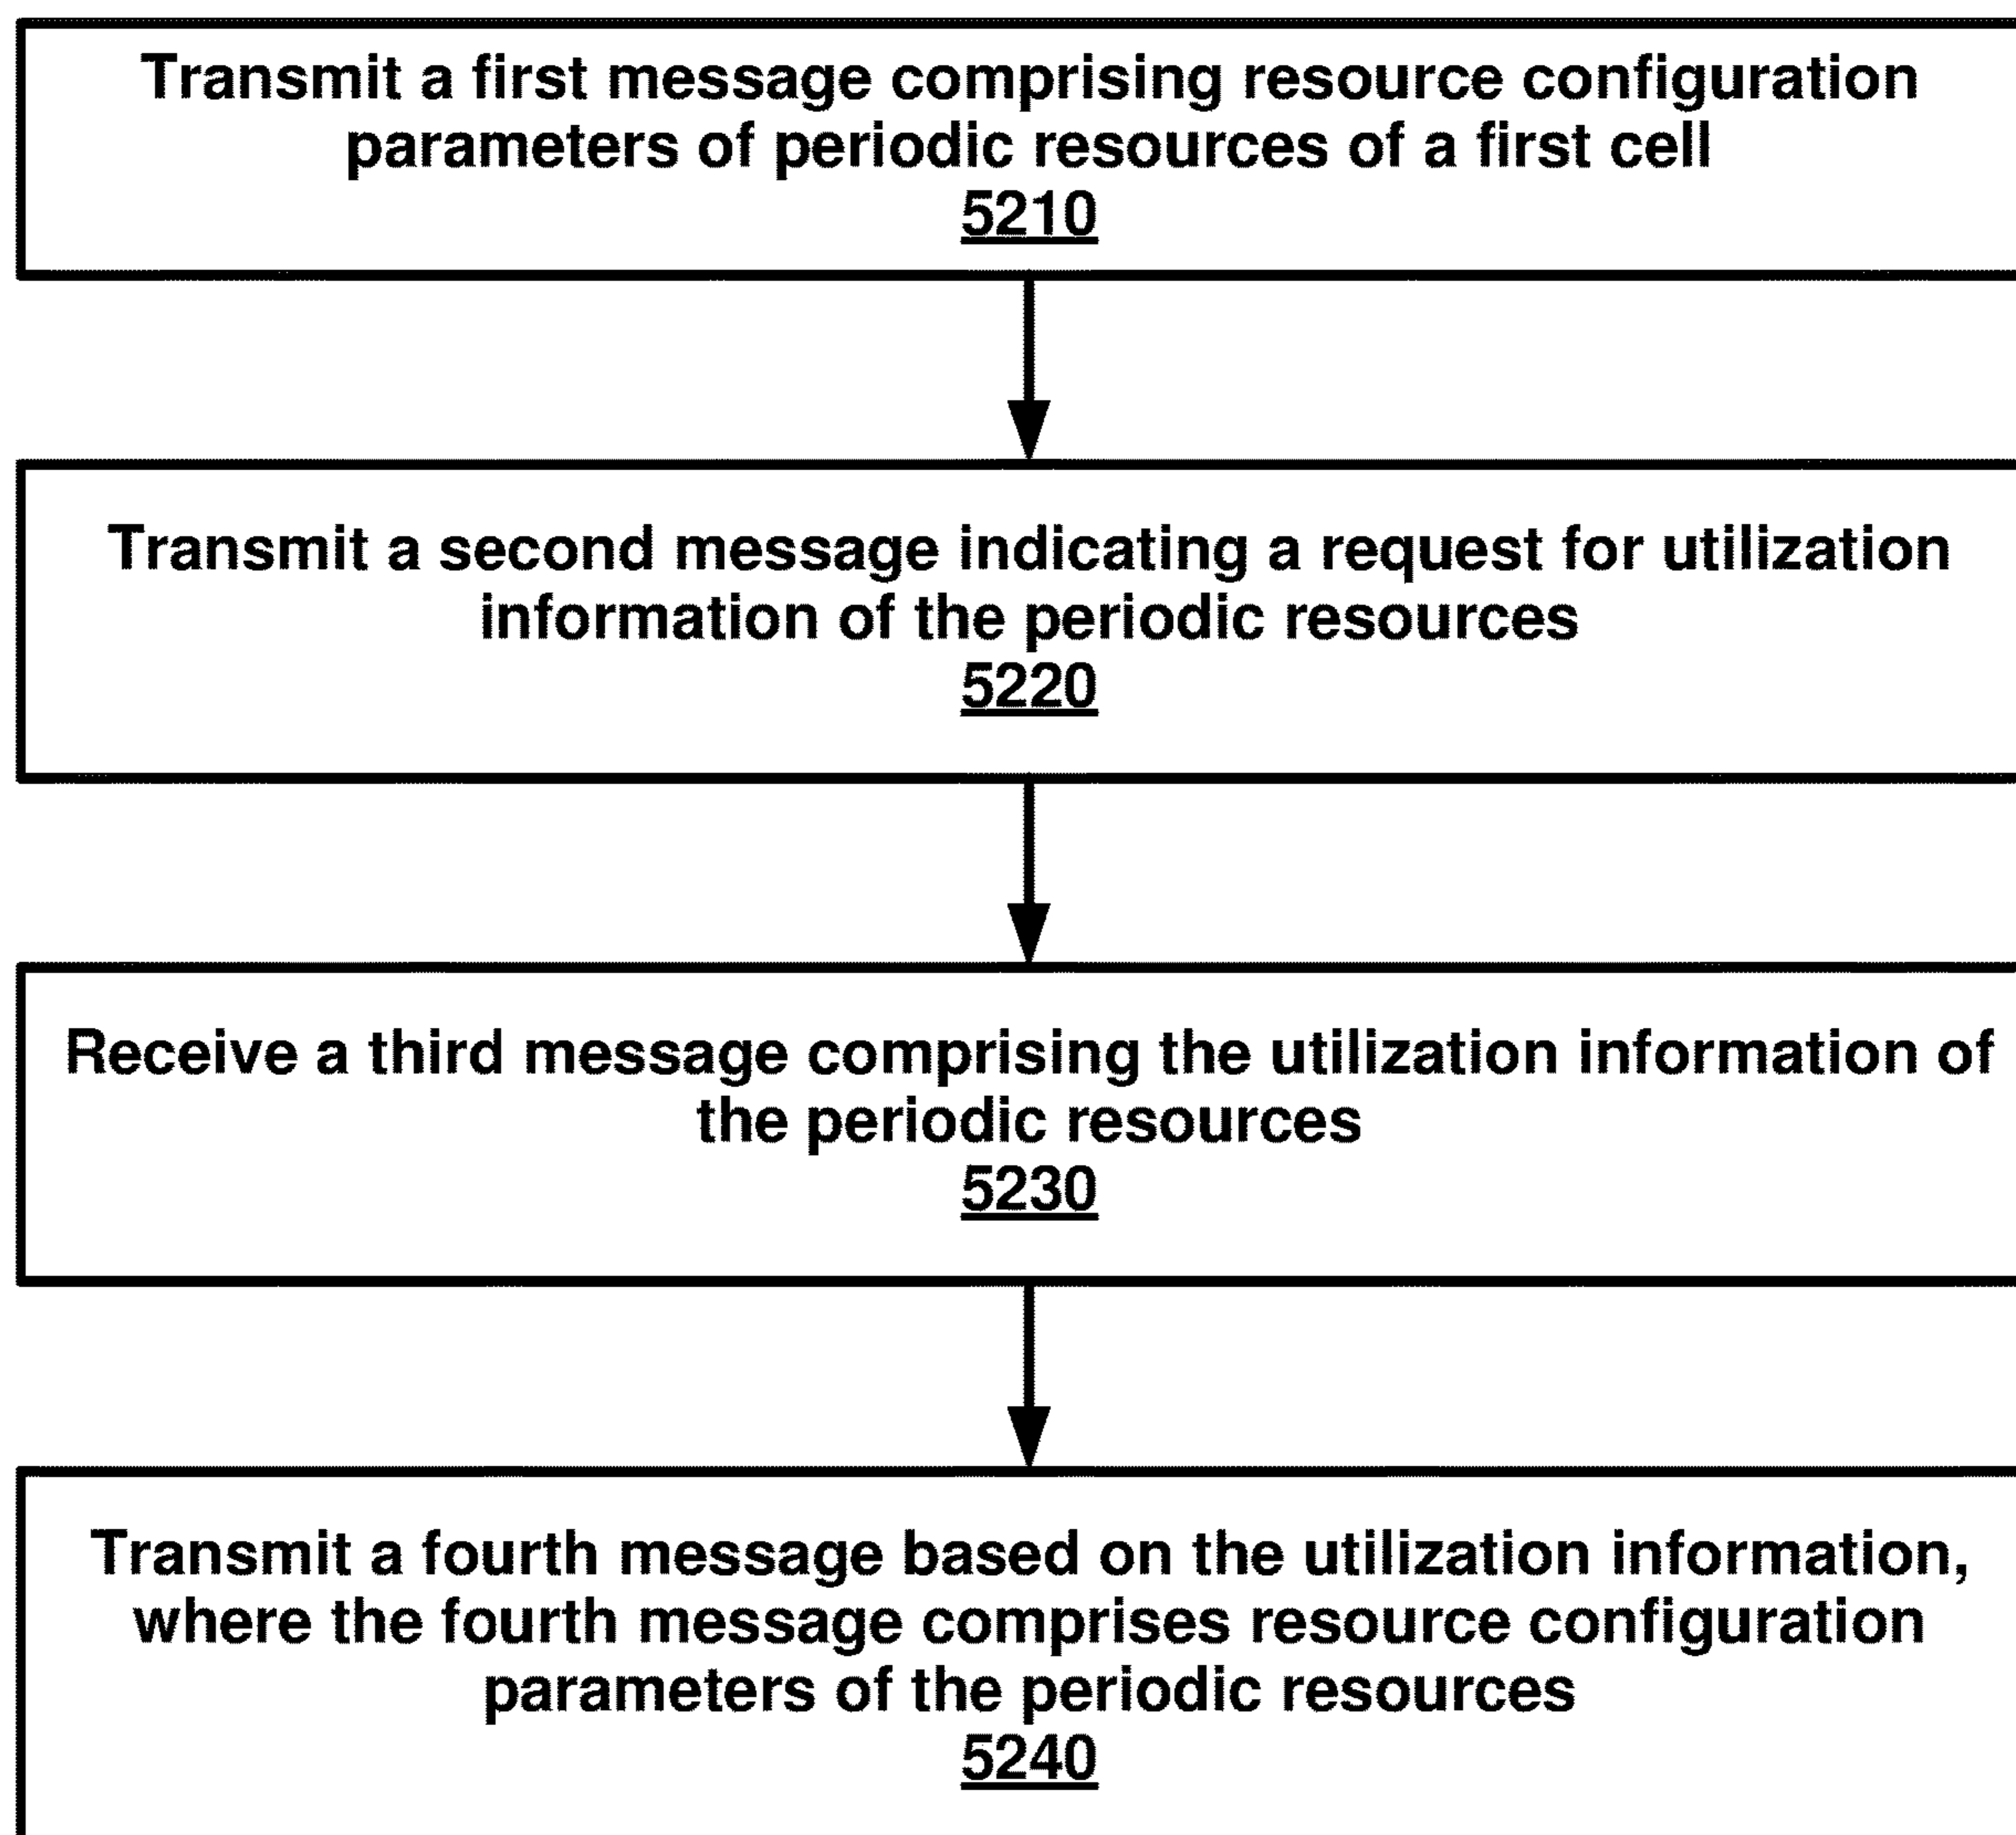 Transmit a first message comprising resource configuration
parameters of periodic resources of a first cell
5210
Transmit a second message indicating a request for utilization
information of the periodic resources
5220
Receive a third message comprising the utilization information of
the periodic resources
5230
Transmit a fourth message based on the utilization information,
where the fourth message comprises resource configuration
parameters of the periodic resources
5240